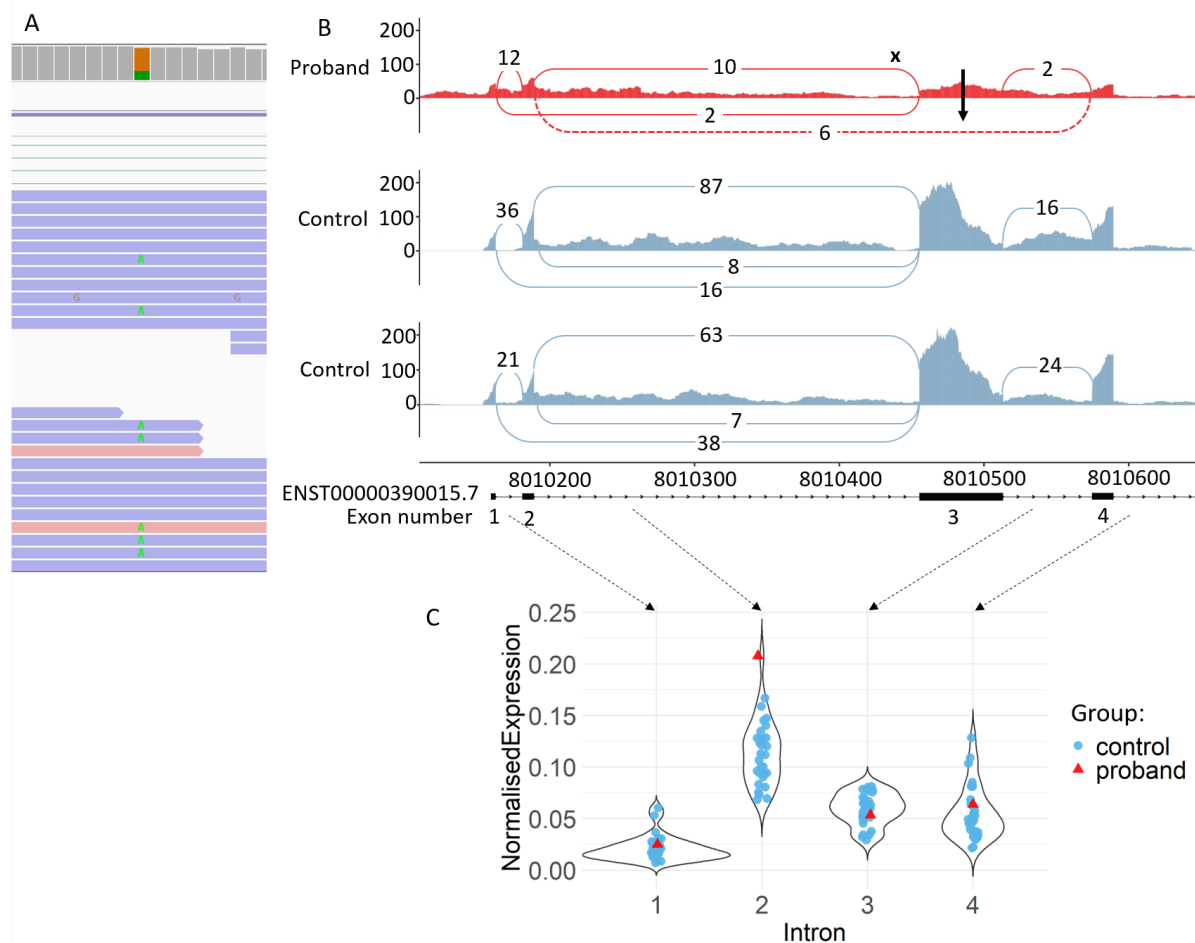 A
A
G G
A
A
A
A
A
A
B
Proband
200
100
0
12
10
x
2
2
6
Control
200
100
0
36
87
16
8
16
Control
200
100
0
21
63
24
7
38
8010200 8010300 8010400 8010500 8010600
ENST00000390015.7
Exon number 1 2 3 4
C
NormalisedExpression
0.25
0.20
0.15
0.10
0.05
0.00
1 2 3 4
Intron
Group:
control
proband